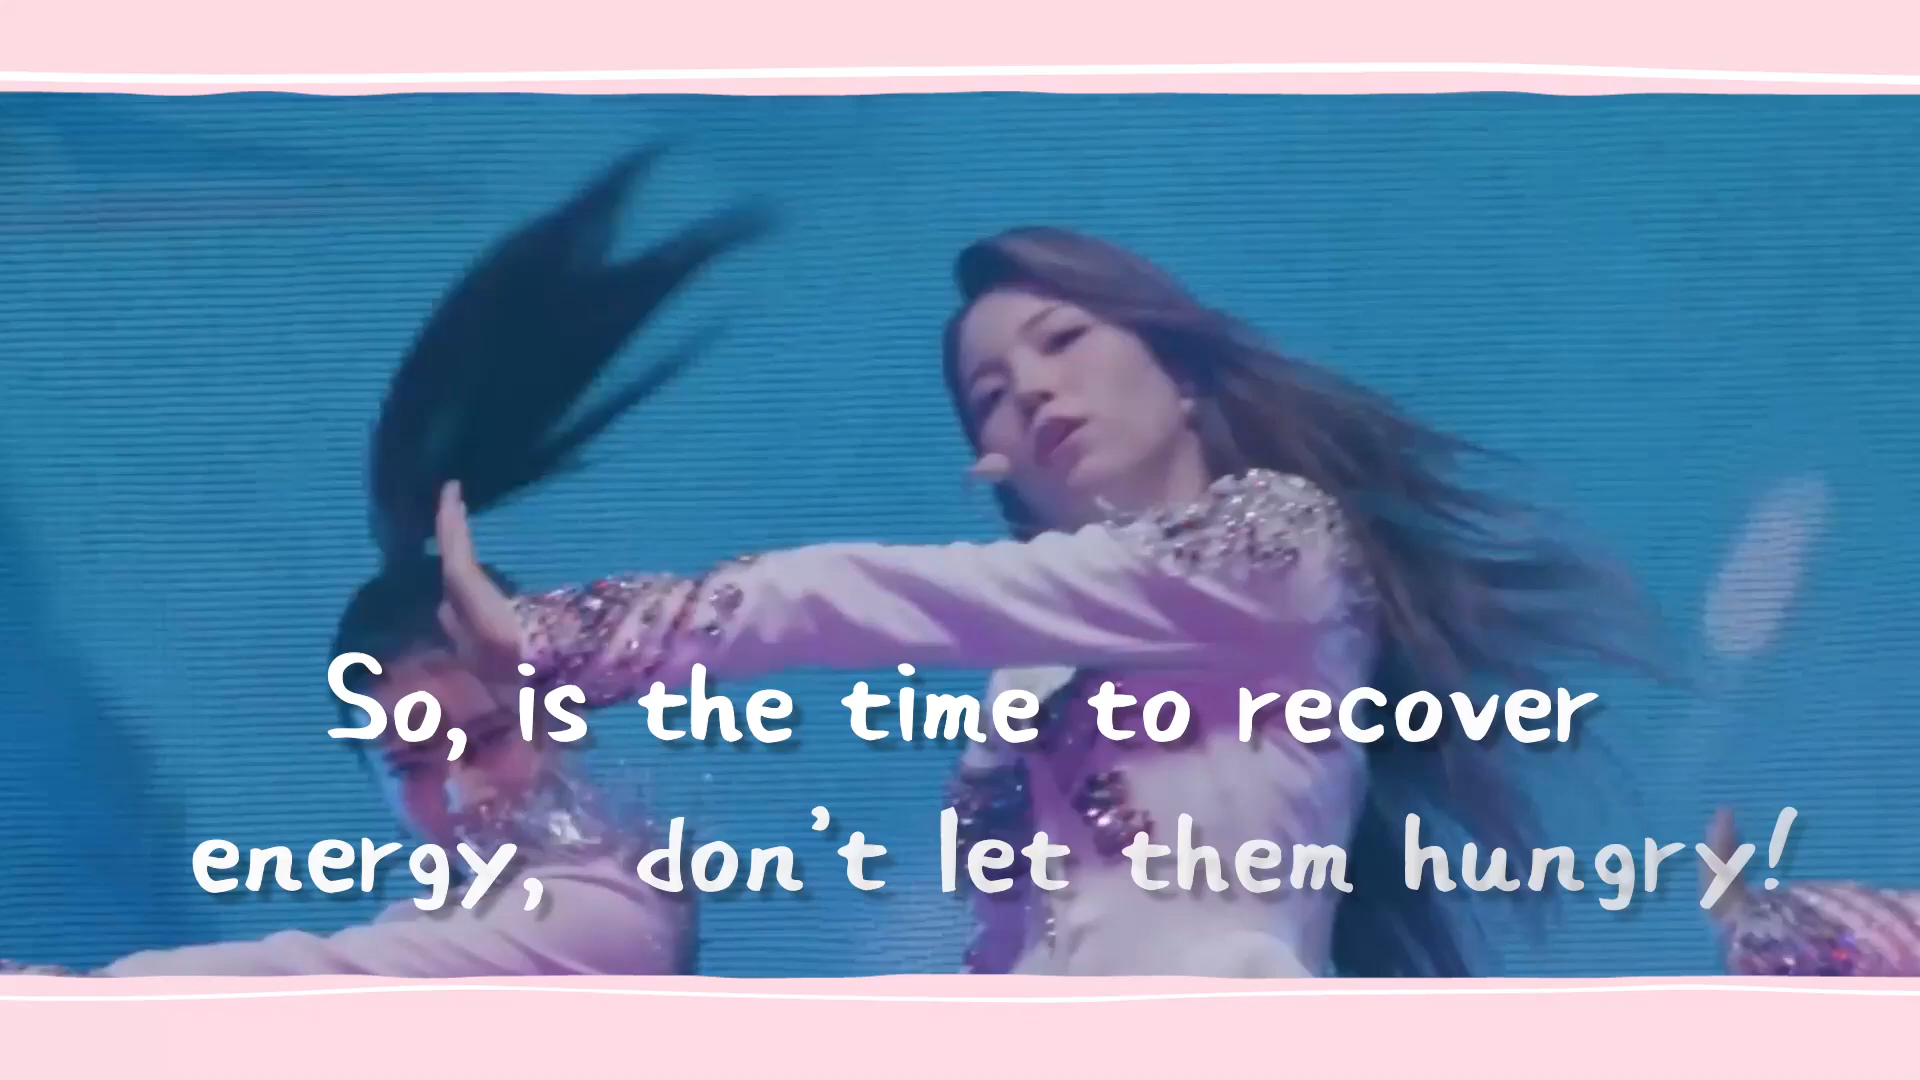 So, is the time to recover
energy, don't let them hungry!